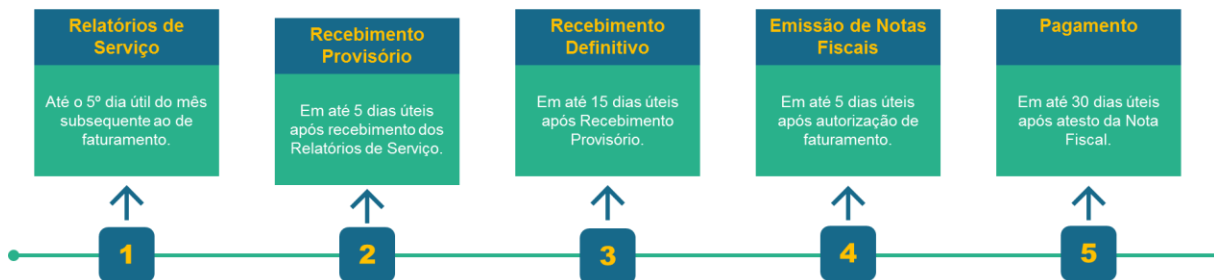 Relatórios de
Serviço
Até o 5º dia útil do mês
subsequente ao de
faturamento.
1
Recebimento
Provisório
Em até 5 dias úteis
após recebimento dos
Relatórios de Serviço.
2
Recebimento
Definitivo
Em até 15 dias úteis
após Recebimento
Provisório.
3
Emissão de Notas
Fiscais
Em até 5 dias úteis
após autorização de
faturamento.
4
Pagamento
Em até 30 dias úteis
após atesto da Nota
Fiscal.
5